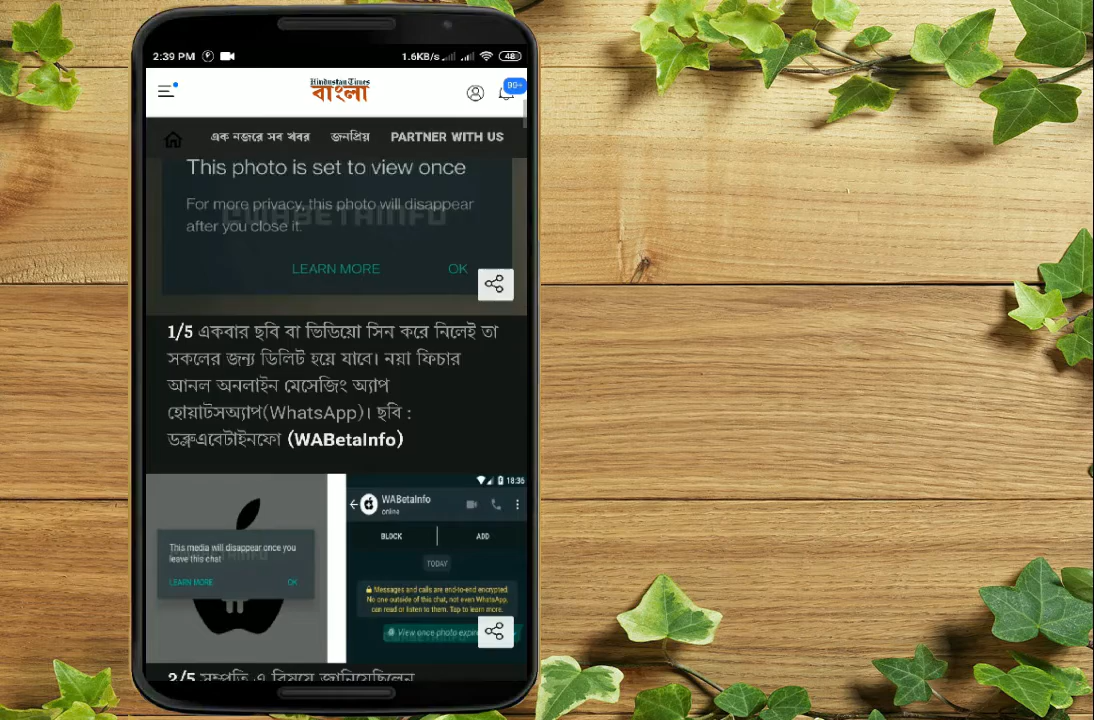 2:39 PM
1.6KB/s
48
Hindustan Times
বাংলা
99+
এক নজরে সব খবর জনপ্রিয় PARTNER WITH US
This photo is set to view once
For more privacy, this photo will disappear
after you close it.
LEARN MORE OK
1/5 একবার ছবি বা ভিডিয়ো সিন করে নিলেই তা
সকলের জন্য ডিলিট হয়ে যাবে। নয়া ফিচার
আনল অনলাইন মেসেজিং অ্যাপ
হোয়াটসঅ্যাপ(WhatsApp)। ছবি :
ডব্লুএবেটাইনফো (WABetaInfo)
This media will disappear once you
leave this chat
LEARN MORE OK
18:36
WABetaInfo
online
BLOCK ADD
TODAY
Messages and calls are end-to-end encrypted.
No one outside of this chat, not even WhatsApp,
can read or listen to them. Tap to learn more.
View once photo
2/5 সম্প্রতি এ বিষয়ে জানিয়েছিলেন